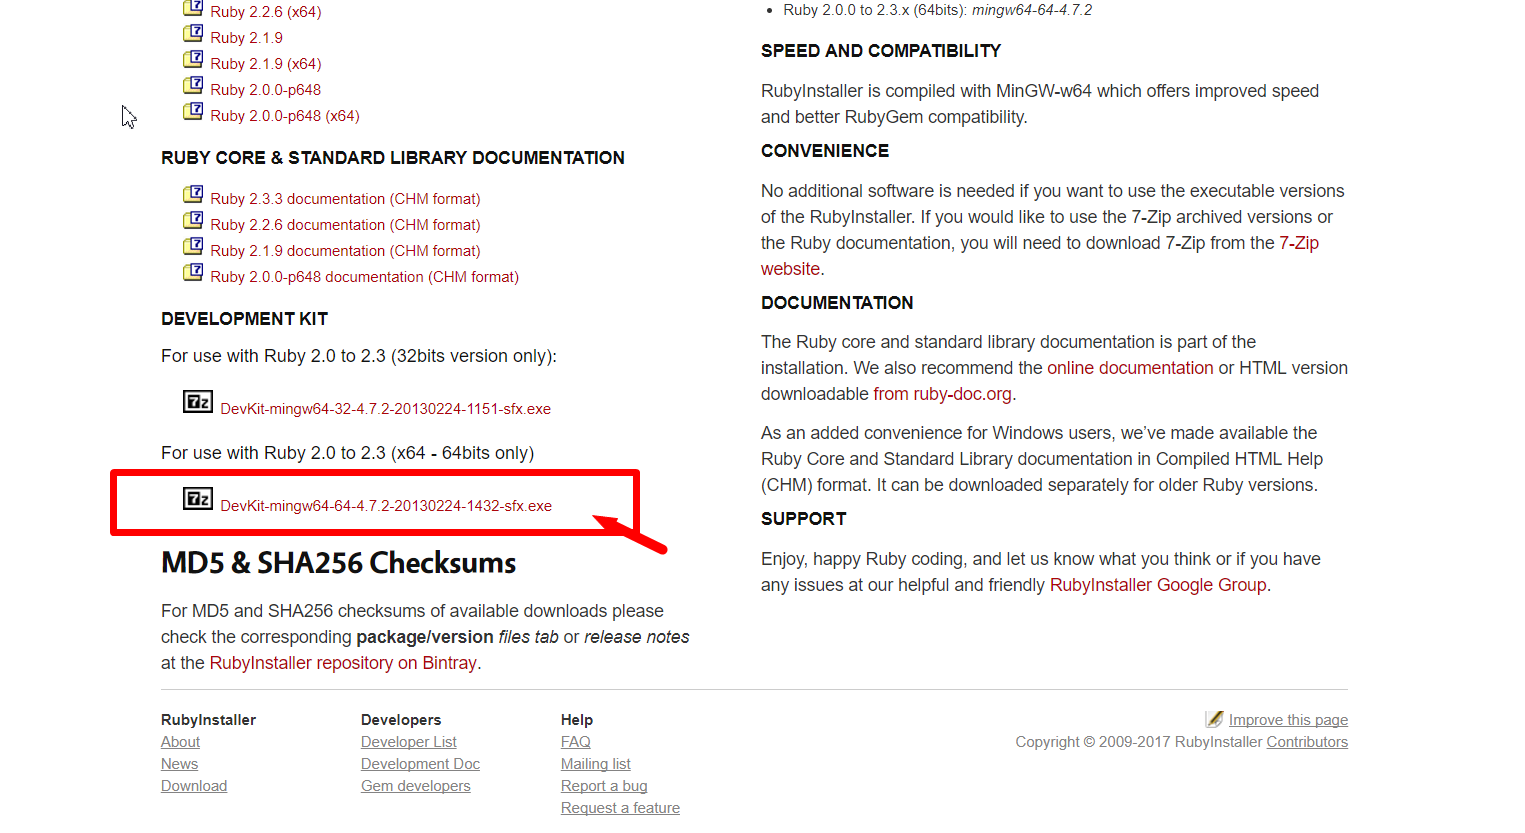 Ruby 2.2.6 (x64)
Ruby 2.1.9
Ruby 2.1.9 (x64)
Ruby 2.0.0-p648
Ruby 2.0.0-p648 (x64)
RUBY CORE & STANDARD LIBRARY DOCUMENTATION
Ruby 2.3.3 documentation (CHM format)
Ruby 2.2.6 documentation (CHM format)
Ruby 2.1.9 documentation (CHM format)
Ruby 2.0.0-p648 documentation (CHM format)
DEVELOPMENT KIT
For use with Ruby 2.0 to 2.3 (32bits version only):
DevKit-mingw64-32-4.7.2-20130224-1151-sfx.exe
For use with Ruby 2.0 to 2.3 (x64 - 64bits only)
DevKit-mingw64-64-4.7.2-20130224-1432-sfx.exe
MD5 & SHA256 Checksums
For MD5 and SHA256 checksums of available downloads please
check the corresponding package/version files tab or release notes
at the RubyInstaller repository on Bintray.
Ruby 2.0.0 to 2.3.x (64bits): mingw64-64-4.7.2
SPEED AND COMPATIBILITY
RubyInstaller is compiled with MinGW-w64 which offers improved speed
and better RubyGem compatibility.
CONVENIENCE
No additional software is needed if you want to use the executable versions
of the RubyInstaller. If you would like to use the 7-Zip archived versions or
the Ruby documentation, you will need to download 7-Zip from the 7-Zip
website.
DOCUMENTATION
The Ruby core and standard library documentation is part of the
installation. We also recommend the online documentation or HTML version
downloadable from ruby-doc.org.
As an added convenience for Windows users, we've made available the
Ruby Core and Standard Library documentation in Compiled HTML Help
(CHM) format. It can be downloaded separately for older Ruby versions.
SUPPORT
Enjoy, happy Ruby coding, and let us know what you think or if you have
any issues at our helpful and friendly RubyInstaller Google Group.
RubyInstaller
About
News
Download
Developers
Developer List
Development Doc
Gem developers
Help
FAQ
Mailing list
Report a bug
Request a feature
Improve this page
Copyright © 2009-2017 RubyInstaller Contributors